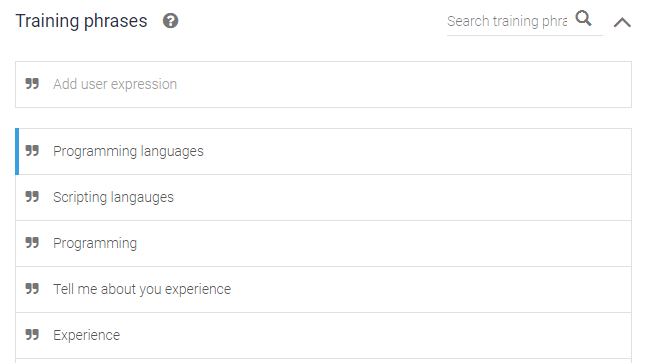 Training phrases
Search training phra
Add user expression
Programming languages
Scripting langauges
Programming
Tell me about you experience
Experience